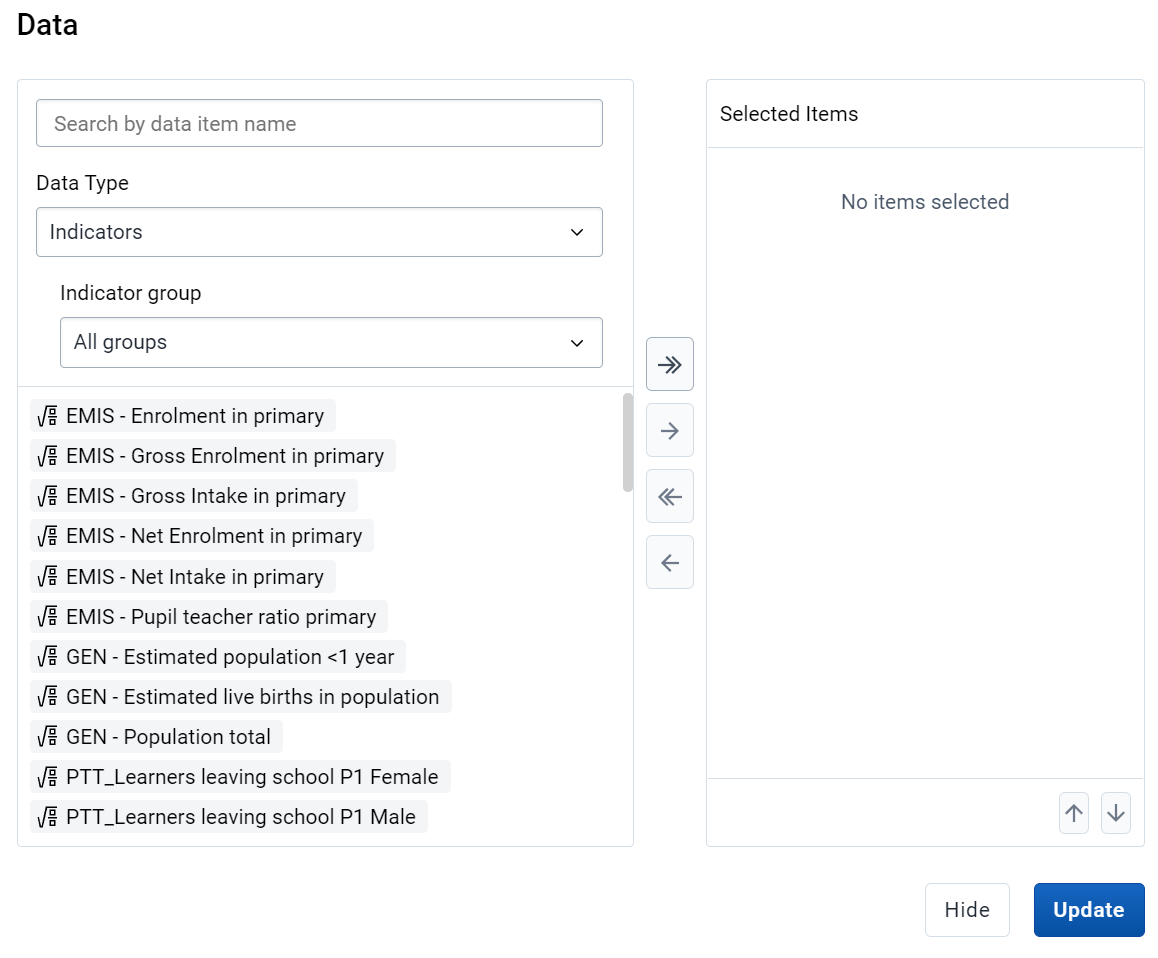 Data
Search by data item name
Data Type
Indicators
Indicator group
All groups
EMIS - Enrolment in primary
EMIS - Gross Enrolment in primary
EMIS - Gross Intake in primary
EMIS - Net Enrolment in primary
EMIS - Net Intake in primary
EMIS - Pupil teacher ratio primary
GEN - Estimated population <1 year
GEN - Estimated live births in population
GEN - Population total
PTT_Learners leaving school P1 Female
PTT_Learners leaving school P1 Male
Selected Items
No items selected
Hide
Update